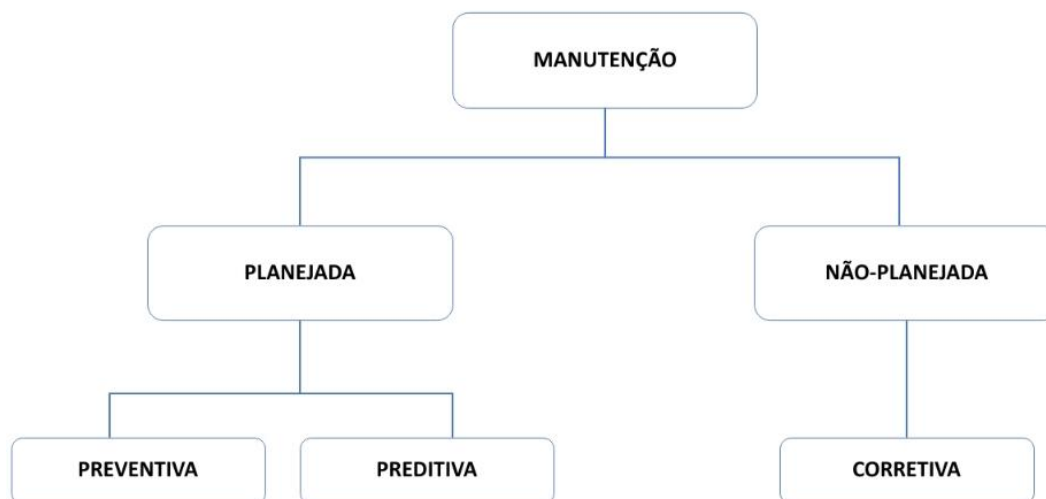 MANUTENÇÃO
PLANEJADA
NÃO-PLANEJADA
PREVENTIVA
PREDITIVA
CORRETIVA